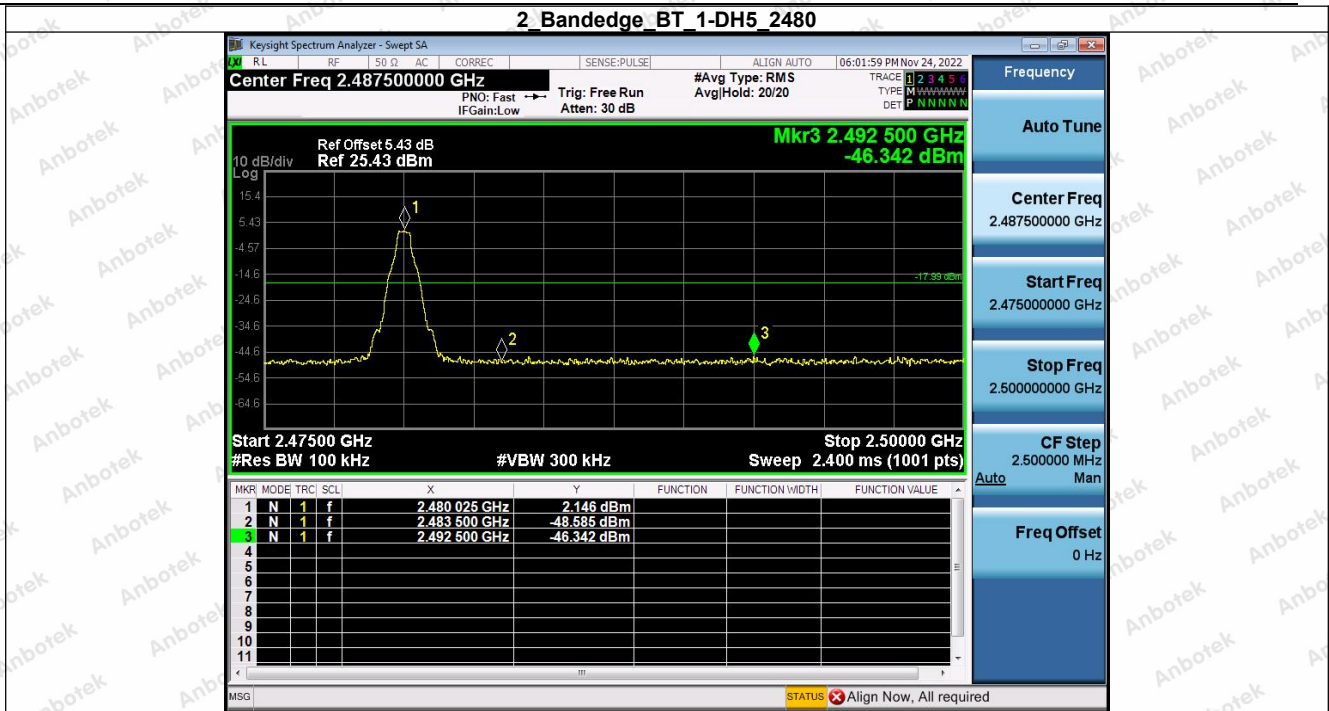 2_Bandedge_BT_1-DH5_2480
Keysight Spectrum Analyzer - Swept SA
LXI RL RF 50 Ω AC CORREC SENSE:PULSE ALIGN AUTO 06:01:59 PM Nov 24, 2022
Center Freq 2.487500000 GHz
PNO: Fast
IFGain:Low
Trig: Free Run
Atten: 30 dB
#Avg Type: RMS
Avg|Hold: 20/20
TRACE 1 2 3 4 5 6
TYPE M WWWWW
DET P N N N N N
Mkr3 2.492 500 GHz
-46.342 dBm
Ref Offset 5.43 dB
10 dB/div Ref 25.43 dBm
Log
15.4
5.43
-4.57
-14.6
-24.6
-34.6
-44.6
-54.6
-64.6
1
2
3
-17.99 dBm
Start 2.47500 GHz Stop 2.50000 GHz
#Res BW 100 kHz #VBW 300 kHz Sweep 2.400 ms (1001 pts)
MKR MODE TRC SCL X Y FUNCTION FUNCTION WIDTH FUNCTION VALUE
1 N 1 f 2.480 025 GHz 2.146 dBm
2 N 1 f 2.483 500 GHz -48.585 dBm
3 N 1 f 2.492 500 GHz -46.342 dBm
4
5
6
7
8
9
10
11
MSG STATUS Align Now, All required
Frequency
Auto Tune
Center Freq
2.487500000 GHz
Start Freq
2.475000000 GHz
Stop Freq
2.500000000 GHz
CF Step
2.500000 MHz
Auto Man
Freq Offset
0 Hz
Anbotek